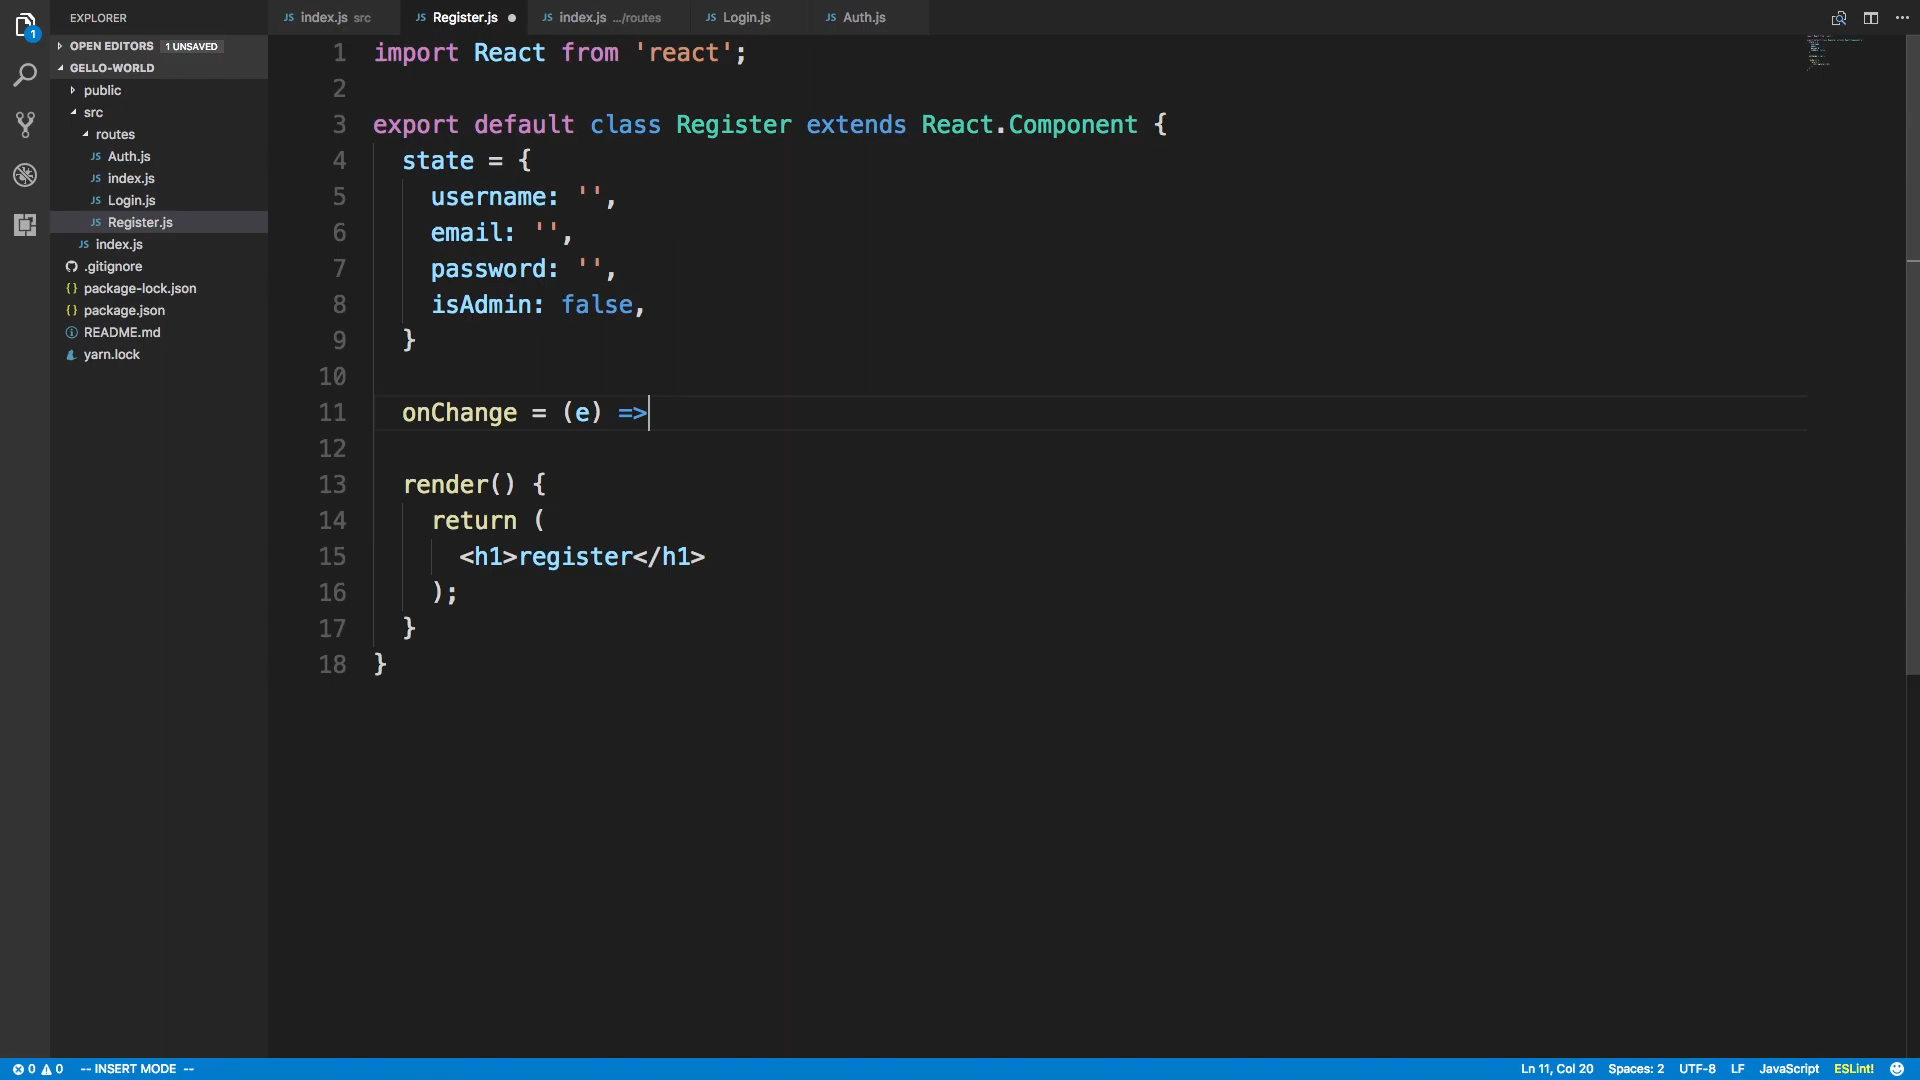 EXPLORER
OPEN EDITORS 1 UNSAVED
GELLO-WORLD
public
src
routes
JS Auth.js
JS index.js
JS Login.js
JS Register.js
JS index.js
.gitignore
{} package-lock.json
{} package.json
README.md
yarn.lock
1
JS index.js src
JS Register.js
JS index.js .../routes
JS Login.js
JS Auth.js
1 import React from 'react';
2
3 export default class Register extends React.Component {
4 state = {
5 username: '',
6 email: '',
7 password: '',
8 isAdmin: false,
9 }
10
11 onChange = (e) =>
12
13 render() {
14 return (
15 <h1>register</h1>
16 );
17 }
18 }
0 0 -- INSERT MODE -- Ln 11, Col 20 Spaces: 2 UTF-8 LF JavaScript ESLint!